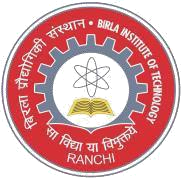 बिरला प्रौद्योगिकी संस्थान • BIRLA INSTITUTE OF TECHNOLOGY
सा विद्या या विमुक्तये
RANCHI